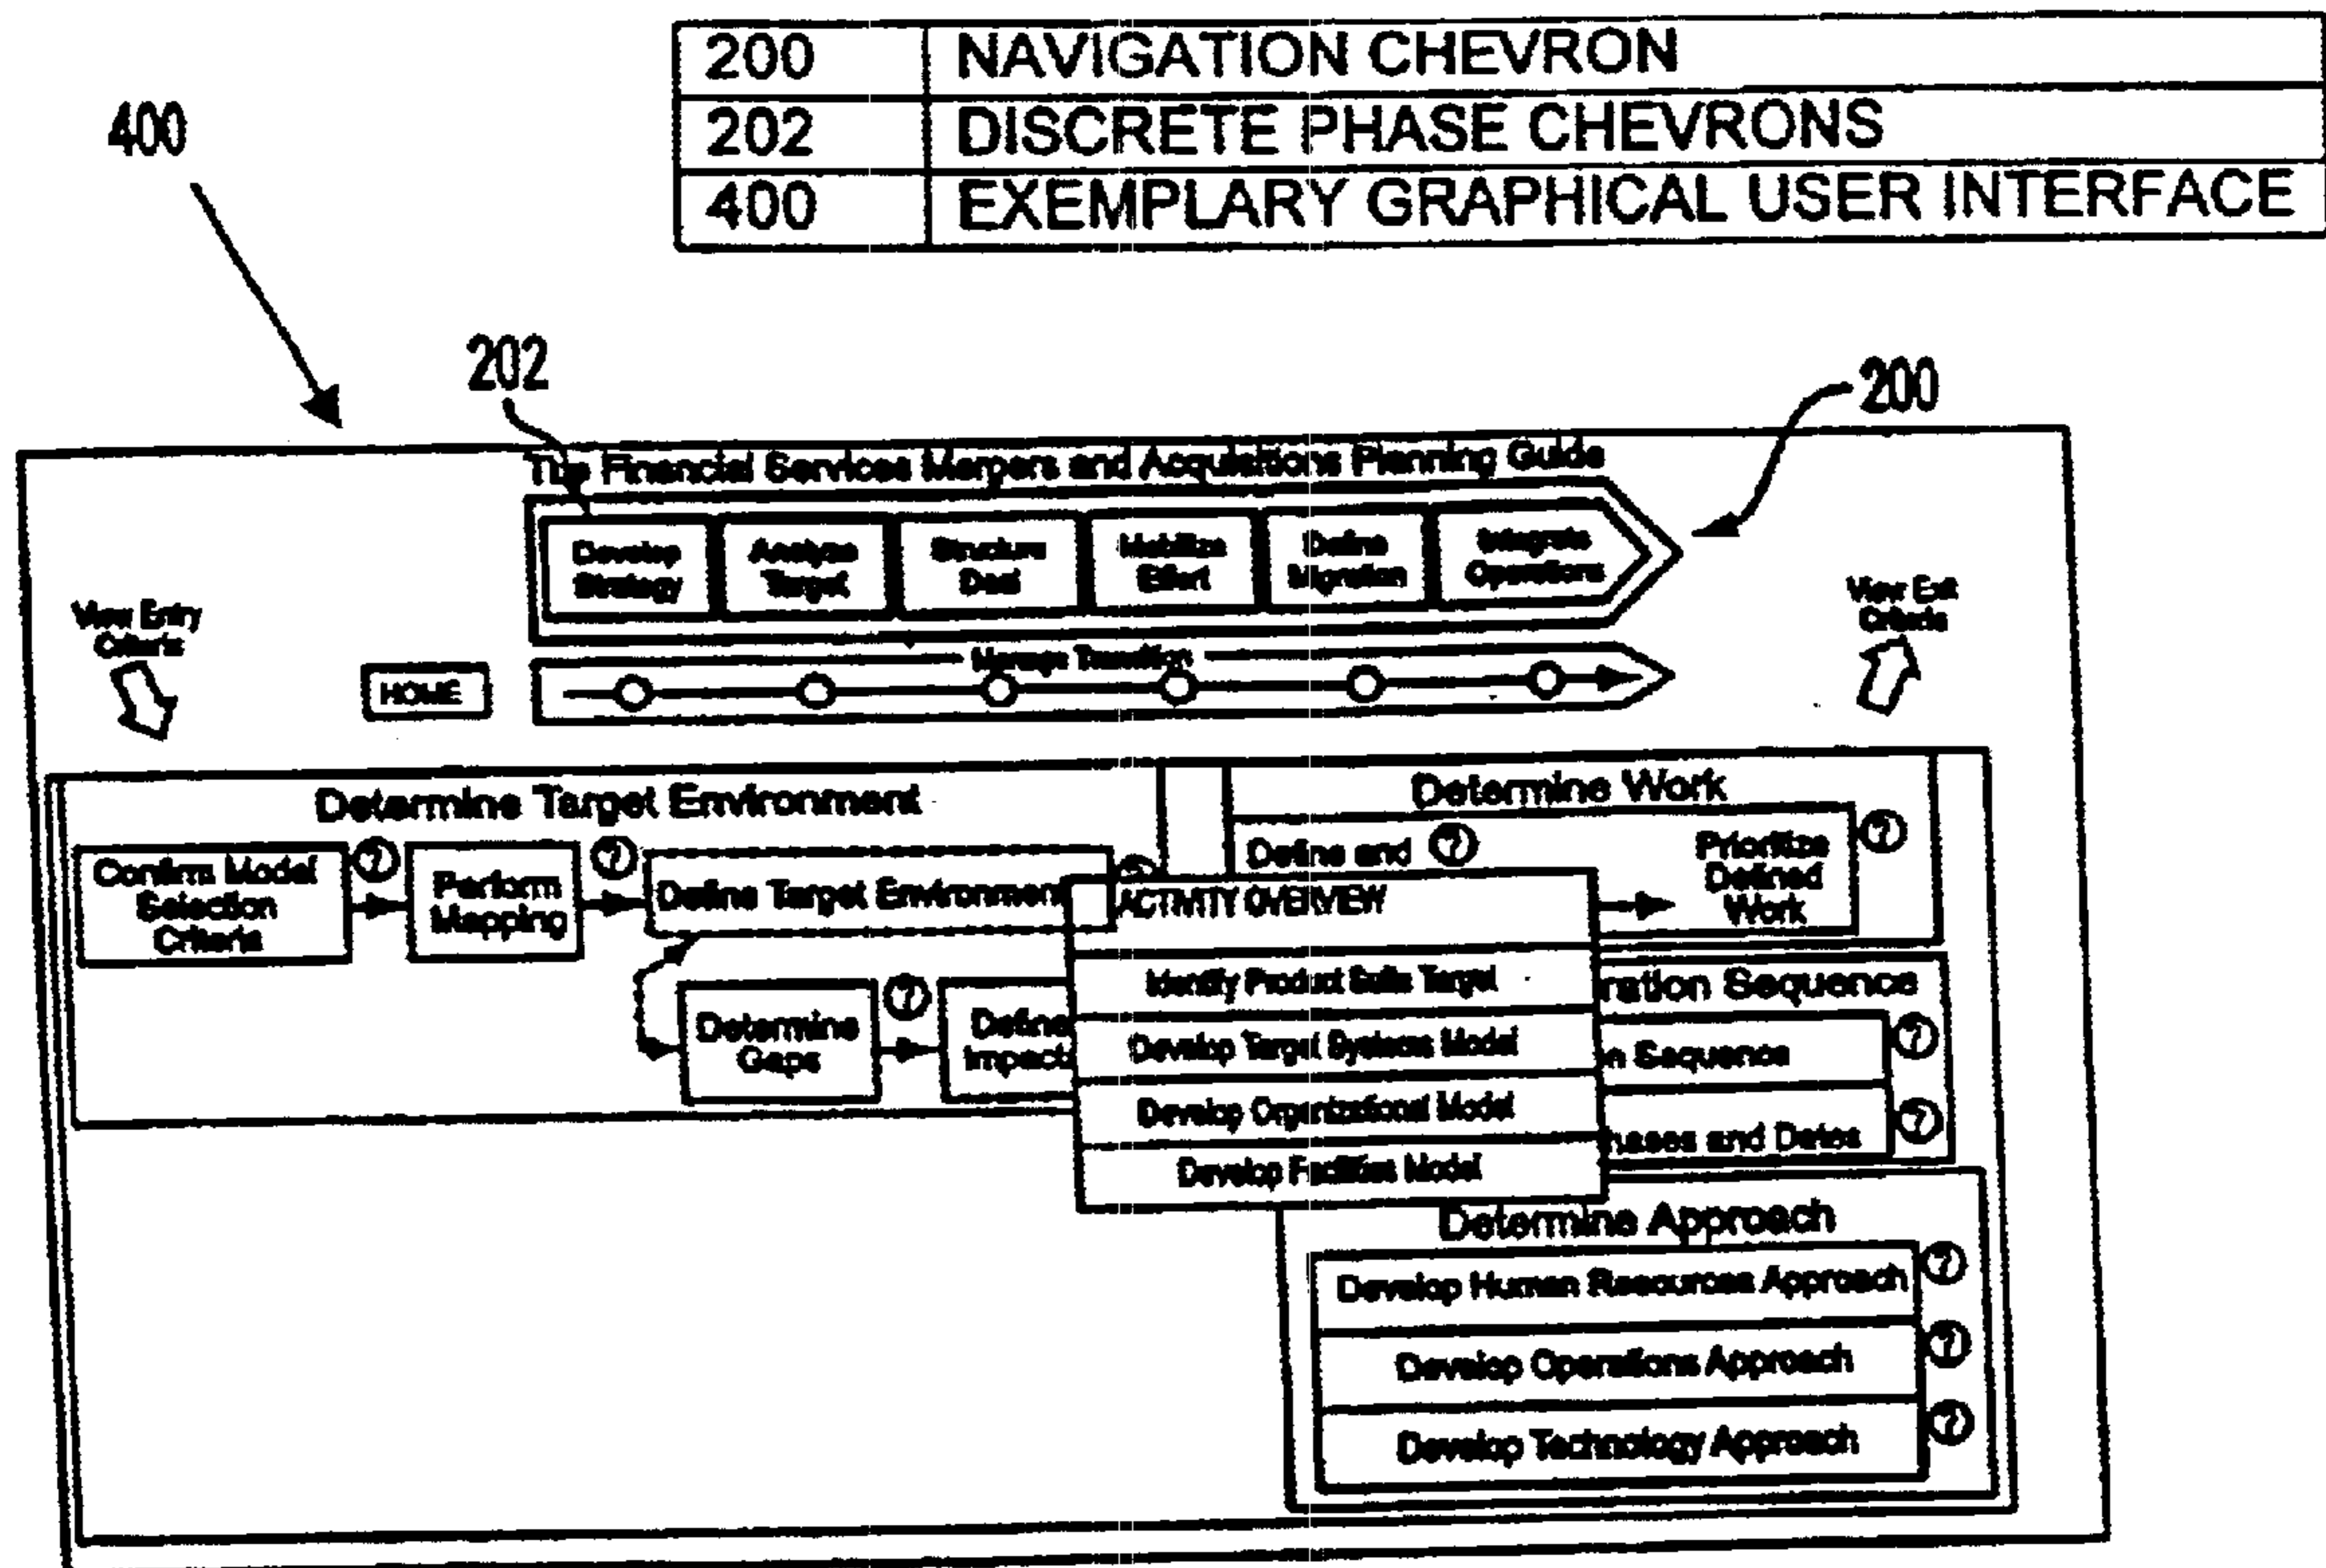 200 NAVIGATION CHEVRON
202 DISCRETE PHASE CHEVRONS
400 EXEMPLARY GRAPHICAL USER INTERFACE
400
202
200
The Financial Services Mergers and Acquisitions Planning Guide
Develop
Strategy
Analyze
Target
Structure
Deal
Mobilize
Effort
Define
Migration
Integrate
Operations
View Entry
Criteria
View Exit
Criteria
HOME
Manage Transition
Determine Target Environment
Confirm Model
Selection
Criteria
?
Perform
Mapping
?
Define Target Environment
?
Determine
Gaps
?
Define
Impact
Determine Work
Define and
?
Prioritize
Defined
Work
?
ACTIVITY OVERVIEW
Identify Product Suite Target
Develop Target Systems Model
Develop Organizational Model
Develop Facilities Model
ration Sequence
n Sequence
?
hases and Dates
?
Determine Approach
Develop Human Resources Approach
?
Develop Operations Approach
?
Develop Technology Approach
?